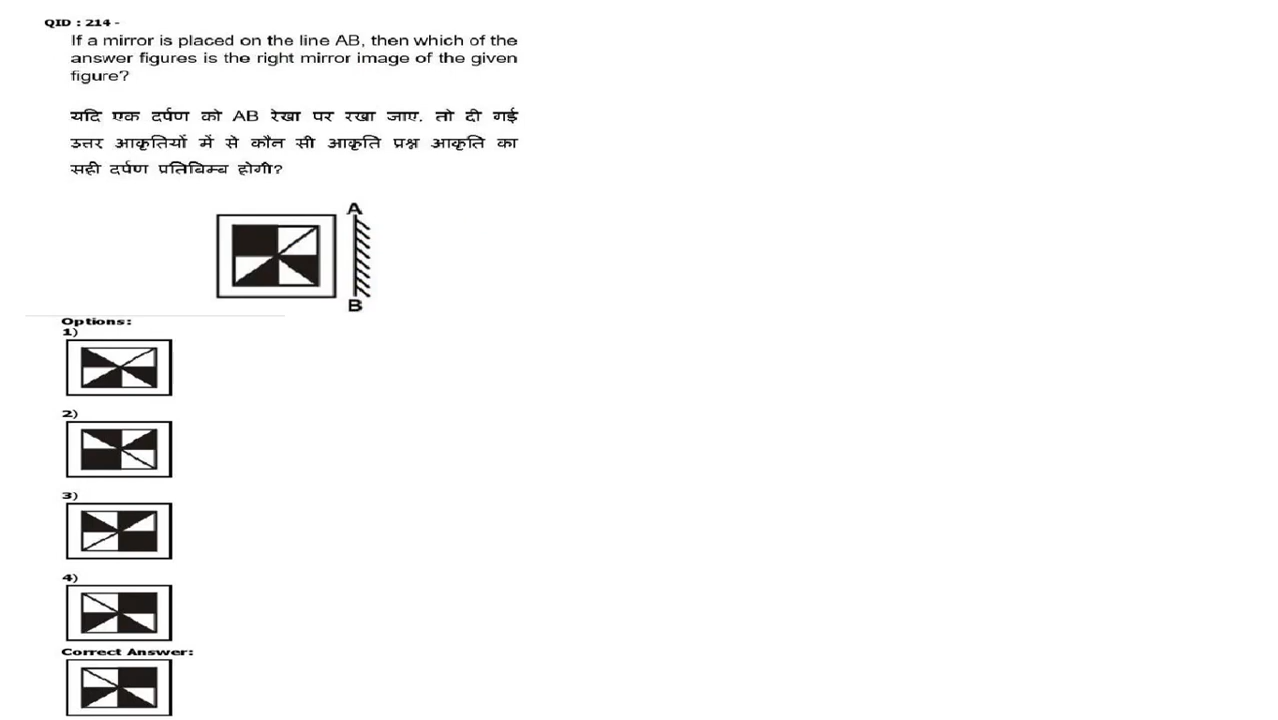 QID : 214 -
If a mirror is placed on the line AB, then which of the
answer figures is the right mirror image of the given
figure?
यदि एक दर्पण को AB रेखा पर रखा जाए, तो दी गई
उत्तर आकृतियों में से कौन सी आकृति प्रश्न आकृति का
सही दर्पण प्रतिबिम्ब होगी?
A
B
Options:
1)
2)
3)
4)
Correct Answer: